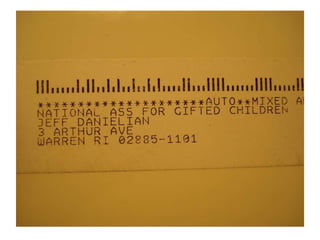 ********************AUTO**MIXED A
NATIONAL ASS FOR GIFTED CHILDREN
JEFF DANIELIAN
3 ARTHUR AVE
WARREN RI 02885-1101